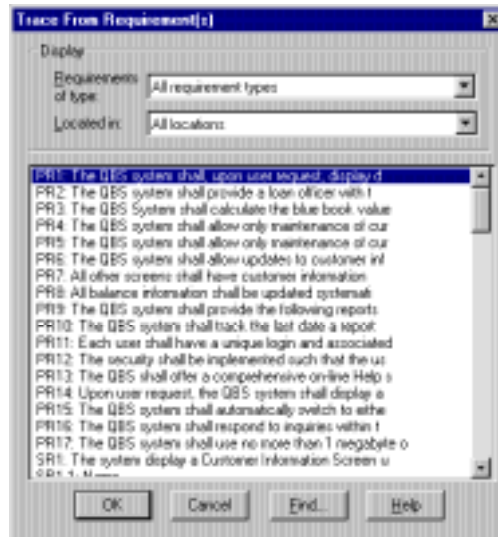 Trace From Requirement(s)
Display
Requirements of type:
All requirement types
Located in:
All locations
PR1: The QBS system shall, upon user request, display d
PR2: The QBS system shall provide a loan officer with t
PR3: The QBS System shall calculate the blue book value
PR4: The QBS system shall allow only maintenance of cur
PR5: The QBS system shall allow only maintenance of cur
PR6: The QBS system shall allow updates to customer inf
PR7: All other screens shall have customer information
PR8: All balance information shall be updated systemati
PR9: The QBS system shall provide the following reports
PR10: The QBS system shall track the last date a report
PR11: Each user shall have a unique login and associated
PR12: The security shall be implemented such that the us
PR13: The QBS shall offer a comprehensive on-line Help s
PR14: Upon user request, the QBS system shall display a
PR15: The QBS system shall automatically switch to eithe
PR16: The QBS system shall respond to inquiries within t
PR17: The QBS system shall use no more than 1 megabyte o
SR1: The system display a Customer Information Screen u
SR1.1: Name
OK
Cancel
Find...
Help